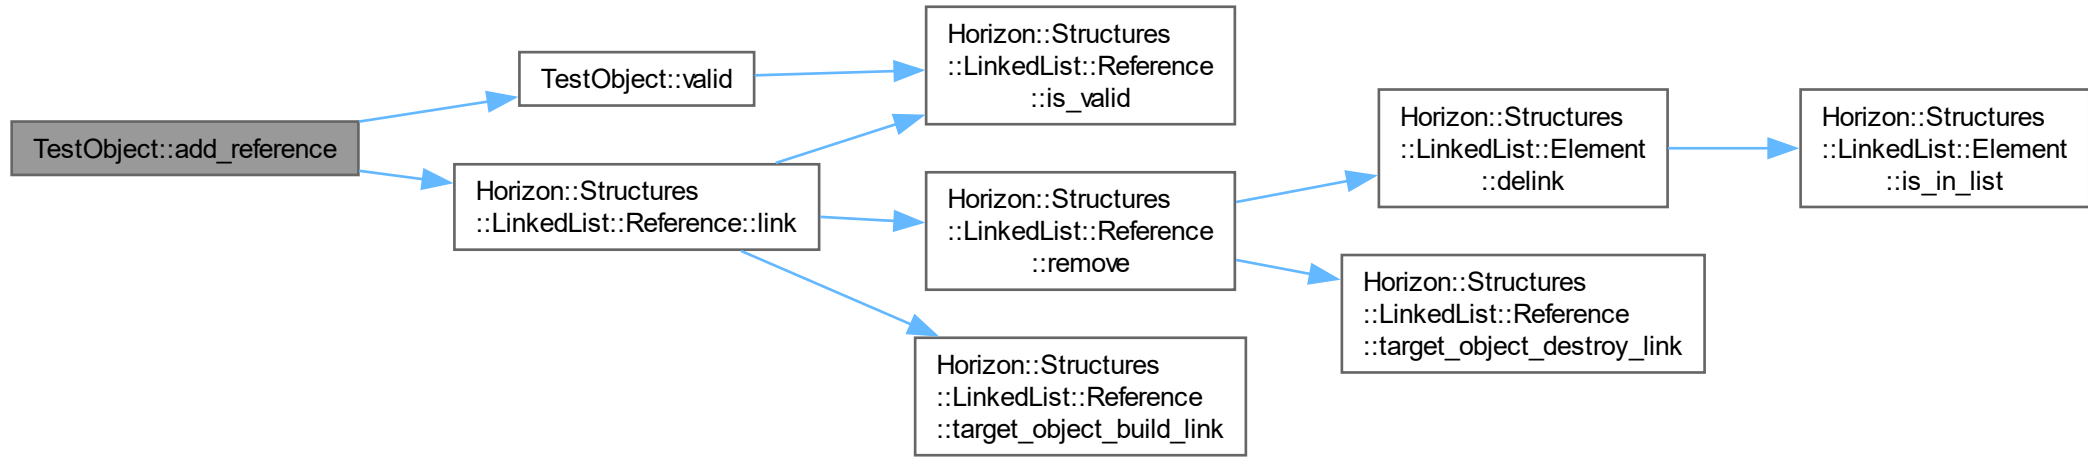 TestObject::add_reference
TestObject::valid
Horizon::Structures
::LinkedList::Reference::link
Horizon::Structures
::LinkedList::Reference
::is_valid
Horizon::Structures
::LinkedList::Reference
::remove
Horizon::Structures
::LinkedList::Reference
::target_object_build_link
Horizon::Structures
::LinkedList::Element
::delink
Horizon::Structures
::LinkedList::Reference
::target_object_destroy_link
Horizon::Structures
::LinkedList::Element
::is_in_list